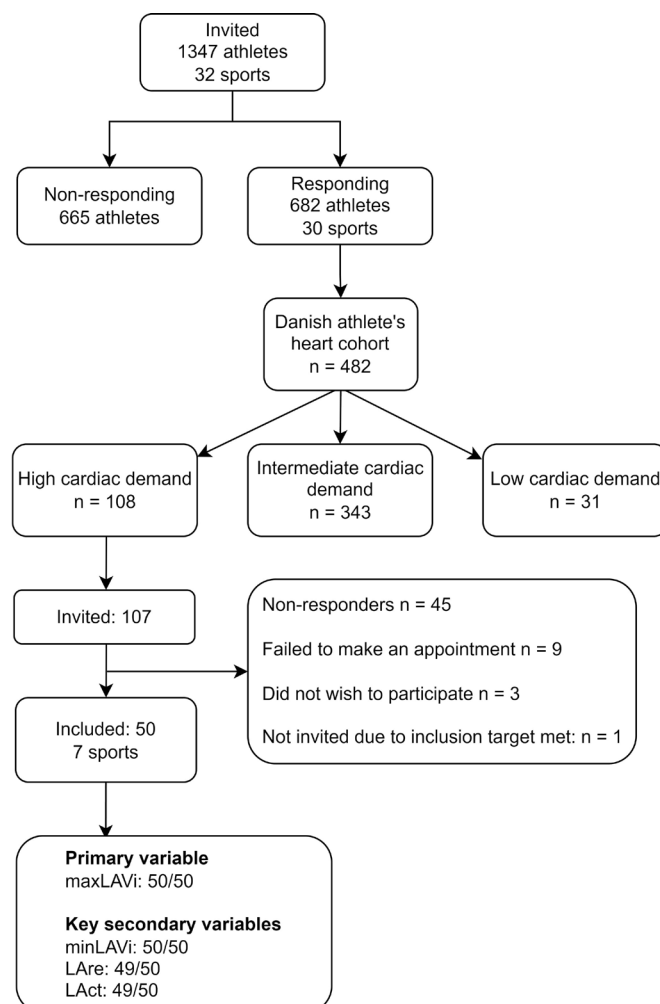 Invited
1347 athletes
32 sports
Non-responding
665 athletes
Responding
682 athletes
30 sports
Danish athlete's
heart cohort
n = 482
High cardiac demand
n = 108
Intermediate cardiac
demand
n = 343
Low cardiac demand
n = 31
Invited: 107
Non-responders n = 45
Failed to make an appointment n = 9
Did not wish to participate n = 3
Not invited due to inclusion target met: n = 1
Included: 50
7 sports
Primary variable
maxLAVi: 50/50
Key secondary variables
minLAVi: 50/50
LAre: 49/50
LAct: 49/50